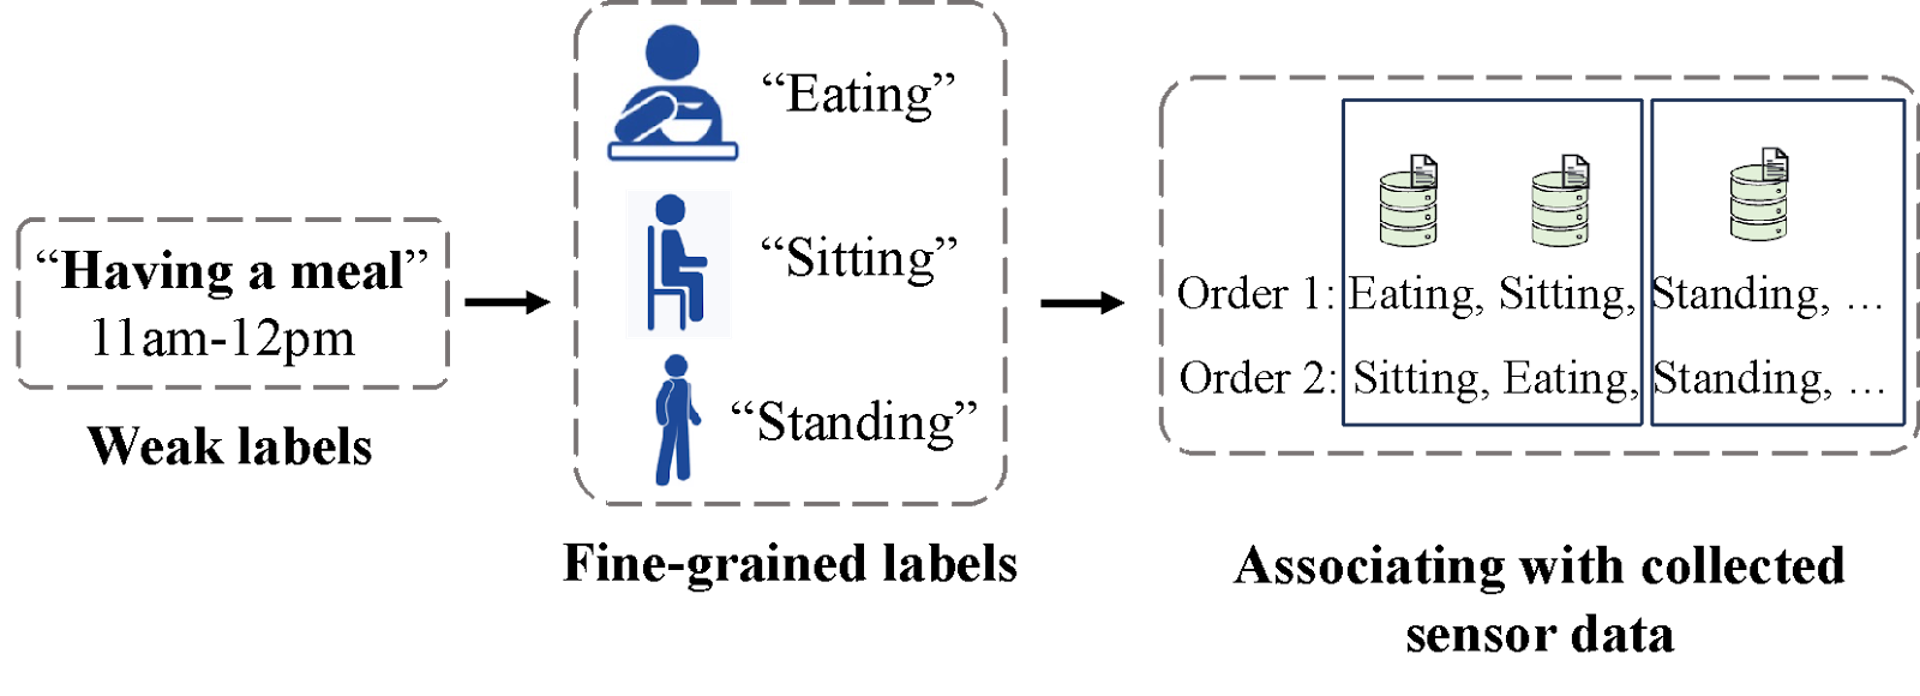 “Having a meal”
11am-12pm
Weak labels
“Eating”
“Sitting”
“Standing”
Fine-grained labels
Order 1: Eating, Sitting, Standing, ...
Order 2: Sitting, Eating, Standing, ...
Associating with collected
sensor data